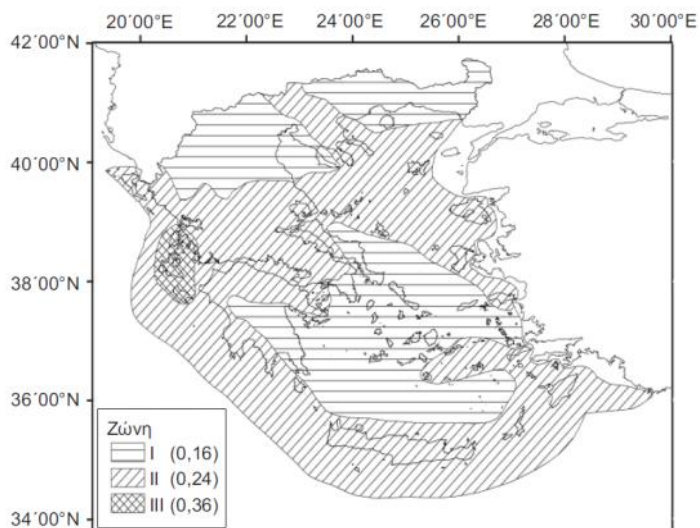 20˚00′E 22˚00′E 24˚00′E 26˚00′E 28˚00′E 30˚00′E
42˚00′N
40˚00′N
38˚00′N
36˚00′N
34˚00′N
Ζώνη
I (0,16)
II (0,24)
III (0,36)